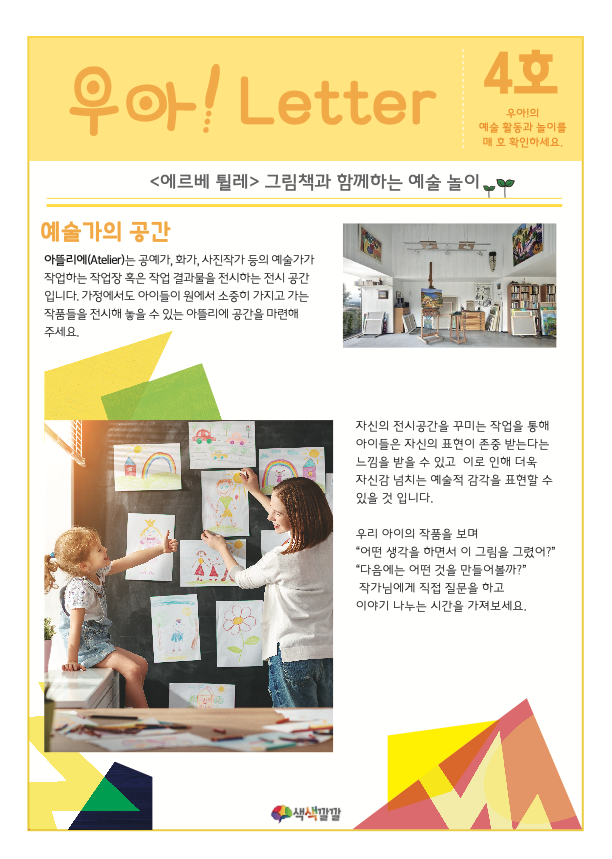 우아! Letter
4호
우아!의
예술 활동과 놀이를
매 호 확인하세요.
<에르베 튈레> 그림책과 함께하는 예술 놀이
예술가의 공간
아뜰리에(Atelier)는 공예가, 화가, 사진작가 등의 예술가가
작업하는 작업장 혹은 작업 결과물을 전시하는 전시 공간
입니다. 가정에서도 아이들이 원에서 소중히 가지고 가는
작품들을 전시해 놓을 수 있는 아뜰리에 공간을 마련해
주세요.
자신의 전시공간을 꾸미는 작업을 통해
아이들은 자신의 표현이 존중 받는다는
느낌을 받을 수 있고 이로 인해 더욱
자신감 넘치는 예술적 감각을 표현할 수
있을 것 입니다.
우리 아이의 작품을 보며
“어떤 생각을 하면서 이 그림을 그렸어?”
“다음에는 어떤 것을 만들어볼까?”
작가님에게 직접 질문을 하고
이야기 나누는 시간을 가져보세요.
색색깔깔